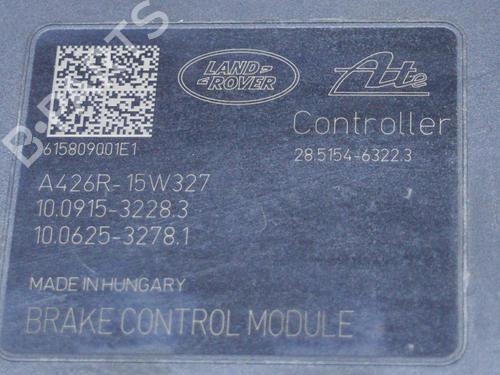 LAND-
-ROVER
Ate
615809001E1
Controller
28.5154-6322.3
A426R-15W327
10.0915-3228.3
10.0625-3278.1
MADE IN HUNGARY
BRAKE CONTROL MODULE
B-PARTS